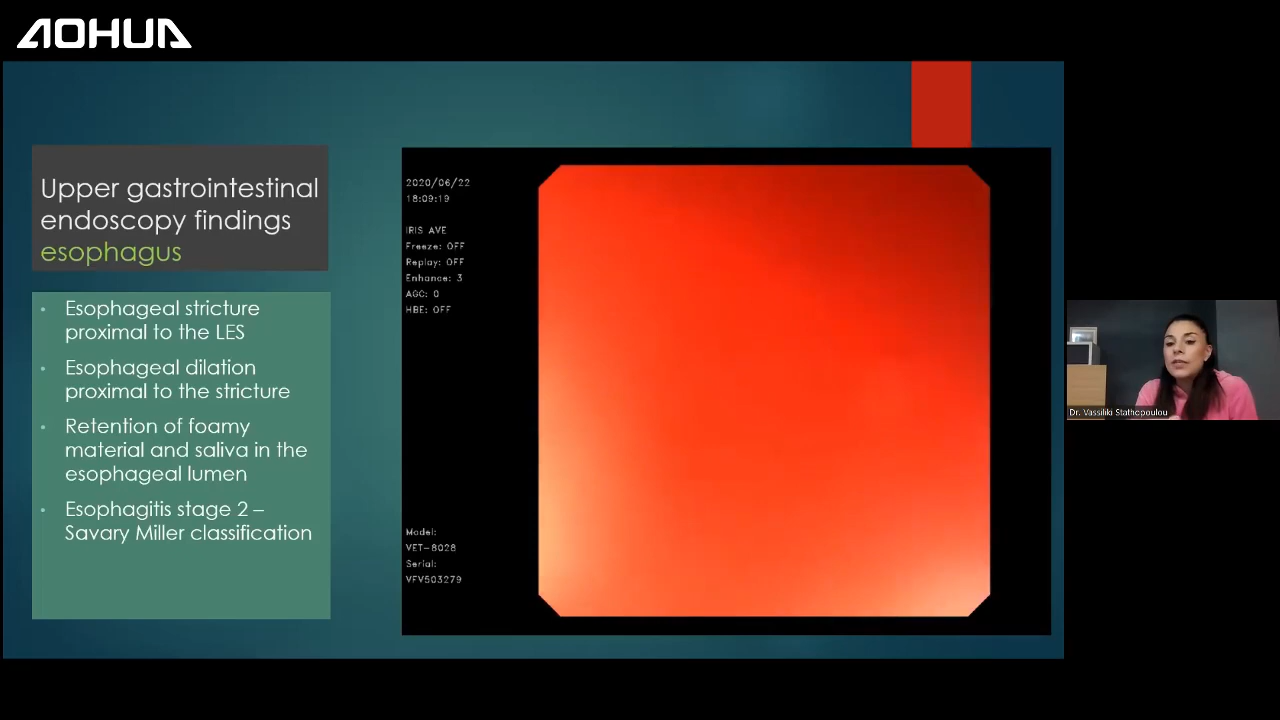 AOHUA
Upper gastrointestinal
endoscopy findings
esophagus
• Esophageal stricture
proximal to the LES
• Esophageal dilation
proximal to the stricture
• Retention of foamy
material and saliva in the
esophageal lumen
• Esophagitis stage 2 –
Savary Miller classification
2020/06/22
18:09:19
IRIS AVE
Freeze: OFF
Replay: OFF
Enhance: 3
AGC: 0
HBE: OFF
Model:
VET-8028
Serial:
VFV503279
Dr. Vassiliki Stathopoulou